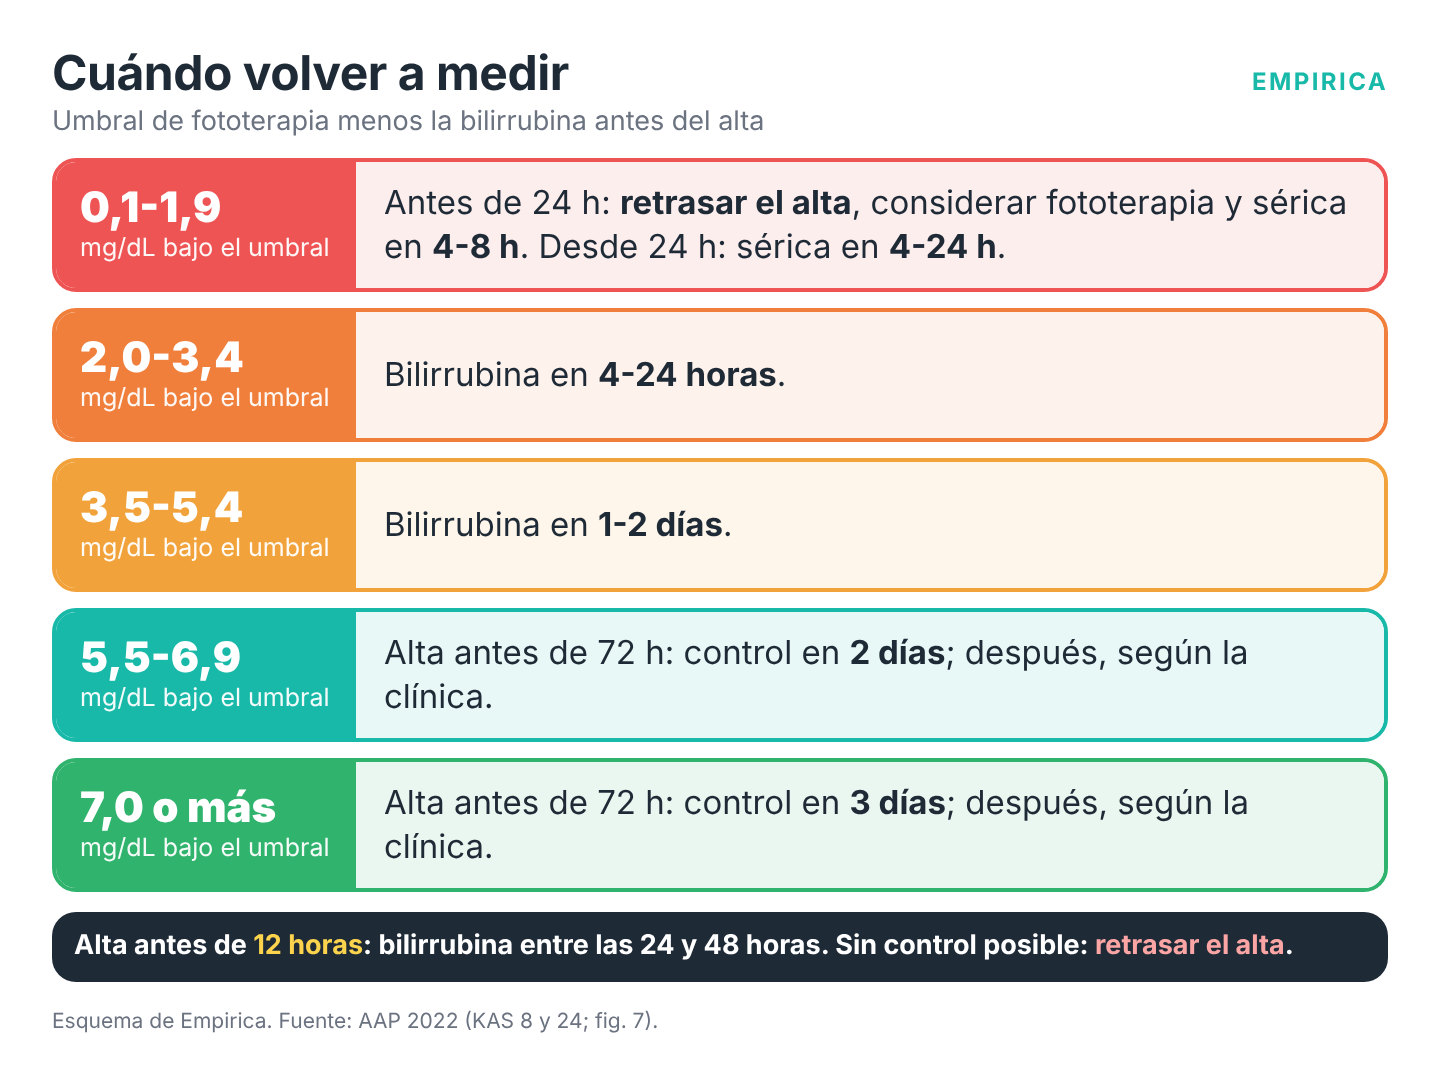 Cuándo volver a medir
EMPIRICA
Umbral de fototerapia menos la bilirrubina antes del alta
0,1-1,9
mg/dL bajo el umbral
Antes de 24 h: retrasar el alta, considerar fototerapia y sérica
en 4-8 h. Desde 24 h: sérica en 4-24 h.
2,0-3,4
mg/dL bajo el umbral
Bilirrubina en 4-24 horas.
3,5-5,4
mg/dL bajo el umbral
Bilirrubina en 1-2 días.
5,5-6,9
mg/dL bajo el umbral
Alta antes de 72 h: control en 2 días; después, según la
clínica.
7,0 o más
mg/dL bajo el umbral
Alta antes de 72 h: control en 3 días; después, según la
clínica.
Alta antes de 12 horas: bilirrubina entre las 24 y 48 horas. Sin control posible: retrasar el alta.
Esquema de Empirica. Fuente: AAP 2022 (KAS 8 y 24; fig. 7).